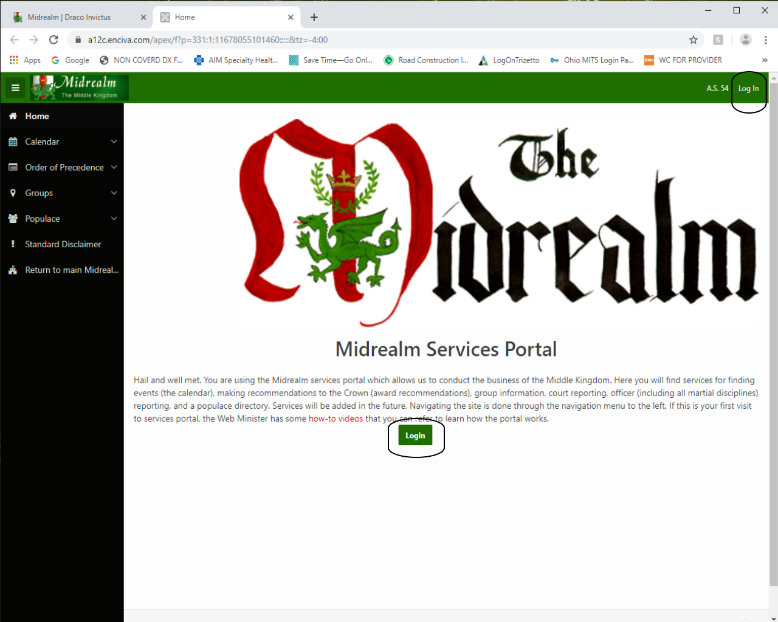 Midrealm | Draco Invictus
Home
a12c.enciva.com/apex/f?p=331:1:11678055101460::::&tz=-4:00
Apps
Google
NON COVERD DX F...
AIM Specialty Healt...
Save Time—Go Onl...
Road Construction I...
LogOnTrizetto
Ohio MITS Login Pa...
WC FOR PROVIDER
Midrealm
The Middle Kingdom
A.S. 54
Log In
Home
Calendar
Order of Precedence
Groups
Populace
Standard Disclaimer
Return to main Midreal...
The
Midrealm
Midrealm Services Portal
Hail and well met. You are using the Midrealm services portal which allows us to conduct the business of the Middle Kingdom. Here you will find services for finding
events (the calendar), making recommendations to the Crown (award recommendations), group information, court reporting, officer (including all martial disciplines)
reporting, and a populace directory. Services will be added in the future. Navigating the site is done through the navigation menu to the left. If this is your first visit
to services portal, the Web Minister has some how-to videos that you can refer to learn how the portal works.
Login